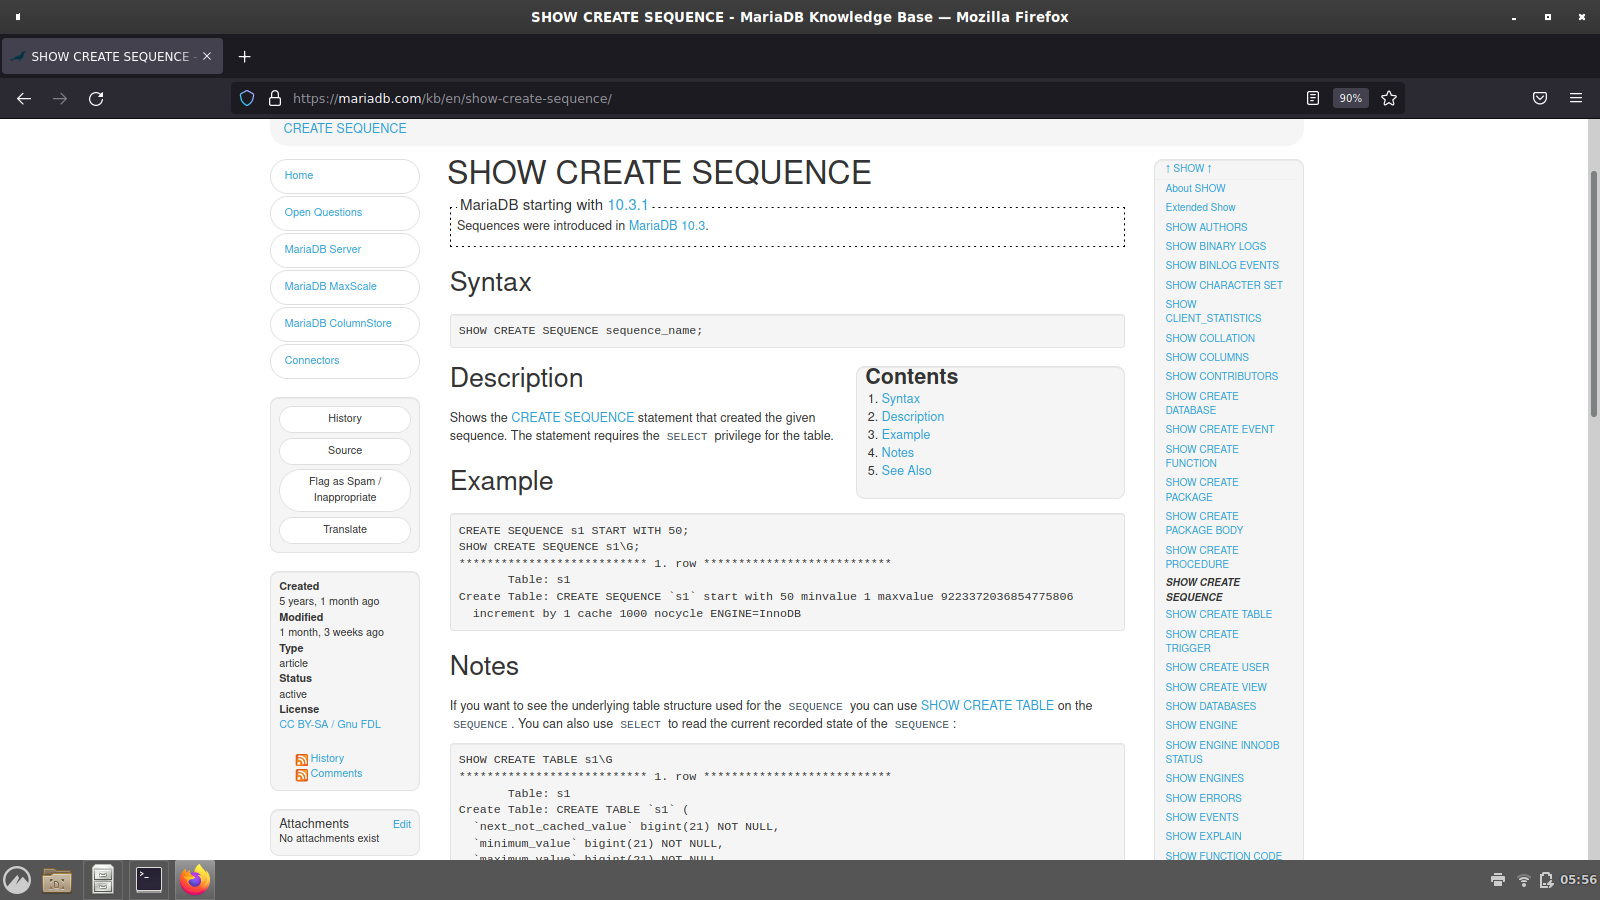 SHOW CREATE SEQUENCE - MariaDB Knowledge Base — Mozilla Firefox
SHOW CREATE SEQUENCE -
https://mariadb.com/kb/en/show-create-sequence/
90%
CREATE SEQUENCE
Home
Open Questions
MariaDB Server
MariaDB MaxScale
MariaDB ColumnStore
Connectors
History
Source
Flag as Spam /
Inappropriate
Translate
Created
5 years, 1 month ago
Modified
1 month, 3 weeks ago
Type
article
Status
active
License
CC BY-SA / Gnu FDL
History
Comments
Attachments Edit
No attachments exist
SHOW CREATE SEQUENCE
MariaDB starting with 10.3.1
Sequences were introduced in MariaDB 10.3.
Syntax
SHOW CREATE SEQUENCE sequence_name;
Description
Shows the CREATE SEQUENCE statement that created the given
sequence. The statement requires the SELECT privilege for the table.
Contents
1. Syntax
2. Description
3. Example
4. Notes
5. See Also
Example
CREATE SEQUENCE s1 START WITH 50;
SHOW CREATE SEQUENCE s1\G;
*************************** 1. row ***************************
Table: s1
Create Table: CREATE SEQUENCE `s1` start with 50 minvalue 1 maxvalue 9223372036854775806
increment by 1 cache 1000 nocycle ENGINE=InnoDB
Notes
If you want to see the underlying table structure used for the SEQUENCE you can use SHOW CREATE TABLE on the
SEQUENCE. You can also use SELECT to read the current recorded state of the SEQUENCE:
SHOW CREATE TABLE s1\G
*************************** 1. row ***************************
Table: s1
Create Table: CREATE TABLE `s1` (
`next_not_cached_value` bigint(21) NOT NULL,
`minimum_value` bigint(21) NOT NULL,
`maximum_value` bigint(21) NOT NULL
↑ SHOW ↑
About SHOW
Extended Show
SHOW AUTHORS
SHOW BINARY LOGS
SHOW BINLOG EVENTS
SHOW CHARACTER SET
SHOW
CLIENT_STATISTICS
SHOW COLLATION
SHOW COLUMNS
SHOW CONTRIBUTORS
SHOW CREATE
DATABASE
SHOW CREATE EVENT
SHOW CREATE
FUNCTION
SHOW CREATE
PACKAGE
SHOW CREATE
PACKAGE BODY
SHOW CREATE
PROCEDURE
SHOW CREATE
SEQUENCE
SHOW CREATE TABLE
SHOW CREATE
TRIGGER
SHOW CREATE USER
SHOW CREATE VIEW
SHOW DATABASES
SHOW ENGINE
SHOW ENGINE INNODB
STATUS
SHOW ENGINES
SHOW ERRORS
SHOW EVENTS
SHOW EXPLAIN
SHOW FUNCTION CODE
05:56